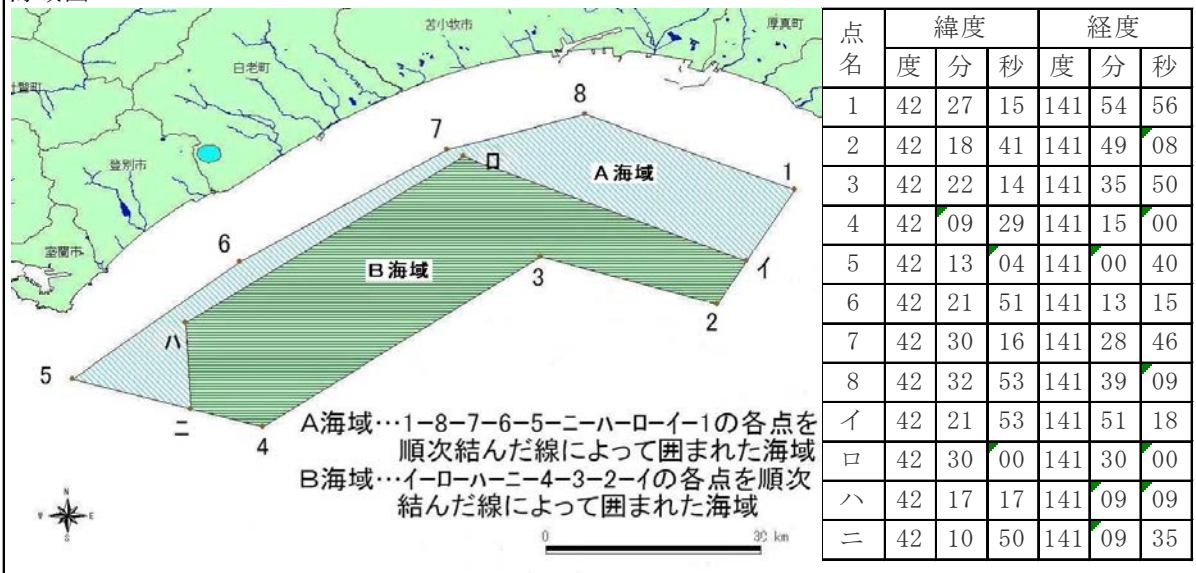 苫小牧市
厚真町
白老町
登別市
室蘭市
8
7
ロ
A海域
1
6
B海域
3
イ
2
ハ
5
ニ
4
A海域…1-8-7-6-5-ニ-ハ-ロ-イ-1の各点を
順次結んだ線によって囲まれた海域
B海域…イ-ロ-ハ-ニ-4-3-2-イの各点を順次
結んだ線によって囲まれた海域
N
W E
S
0 30 km
点名 緯度 経度
度 分 秒 度 分 秒
1 42 27 15 141 54 56
2 42 18 41 141 49 08
3 42 22 14 141 35 50
4 42 09 29 141 15 00
5 42 13 04 141 00 40
6 42 21 51 141 13 15
7 42 30 16 141 28 46
8 42 32 53 141 39 09
イ 42 21 53 141 51 18
ロ 42 30 00 141 30 00
ハ 42 17 17 141 09 09
ニ 42 10 50 141 09 35